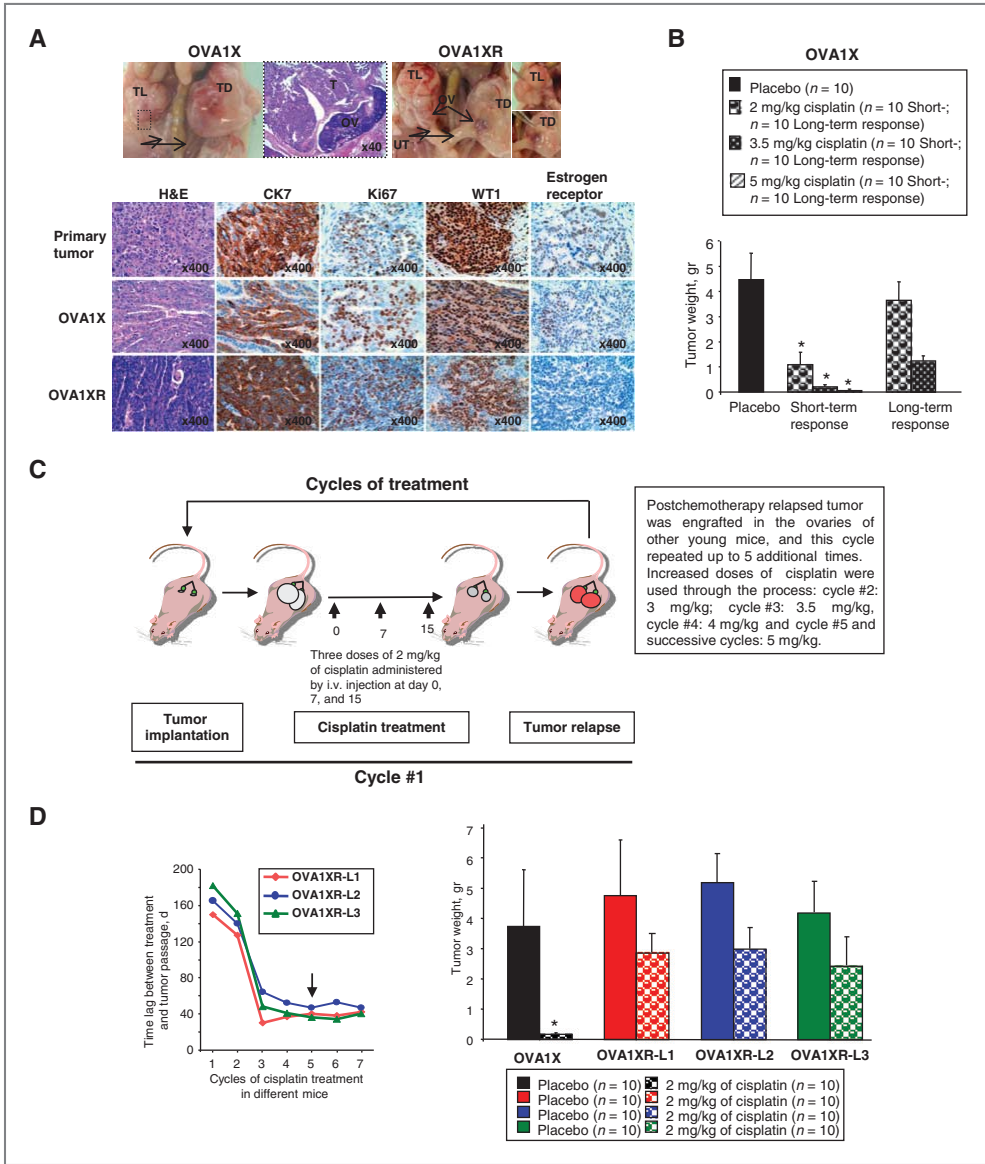 A
OVA1X
OVA1XR
TL
TD
T
OV
x40
TL
OV
TD
UT
TL
TD
H&E
CK7
Ki67
WT1
Estrogen
receptor
Primary
tumor
x400
x400
x400
x400
x400
OVA1X
x400
x400
x400
x400
x400
OVA1XR
x400
x400
x400
x400
x400
B
OVA1X
Placebo (n = 10)
2 mg/kg cisplatin (n = 10 Short-;
n = 10 Long-term response)
3.5 mg/kg cisplatin (n = 10 Short-;
n = 10 Long-term response)
5 mg/kg cisplatin (n = 10 Short-;
n = 10 Long-term response)
Tumor weight, gr
6
5
4
3
2
1
0
*
*
*
Placebo
Short-term
response
Long-term
response
C
Cycles of treatment
0
7
15
Three doses of 2 mg/kg
of cisplatin administered
by i.v. injection at day 0,
7, and 15
Tumor
implantation
Cisplatin treatment
Tumor relapse
Cycle #1
Postchemotherapy relapsed tumor
was engrafted in the ovaries of
other young mice, and this cycle
repeated up to 5 additional times.
Increased doses of cisplatin were
used through the process: cycle #2:
3 mg/kg; cycle #3: 3.5 mg/kg,
cycle #4: 4 mg/kg and cycle #5 and
successive cycles: 5 mg/kg.
D
Time lag between treatment
and tumor passage, d
200
160
120
80
40
0
1 2 3 4 5 6 7
Cycles of cisplatin treatment
in different mice
OVA1XR-L1
OVA1XR-L2
OVA1XR-L3
Tumor weight, gr
7
6
5
4
3
2
1
0
*
OVA1X
OVA1XR-L1
OVA1XR-L2
OVA1XR-L3
Placebo (n = 10) 2 mg/kg of cisplatin (n = 10)
Placebo (n = 10) 2 mg/kg of cisplatin (n = 10)
Placebo (n = 10) 2 mg/kg of cisplatin (n = 10)
Placebo (n = 10) 2 mg/kg of cisplatin (n = 10)